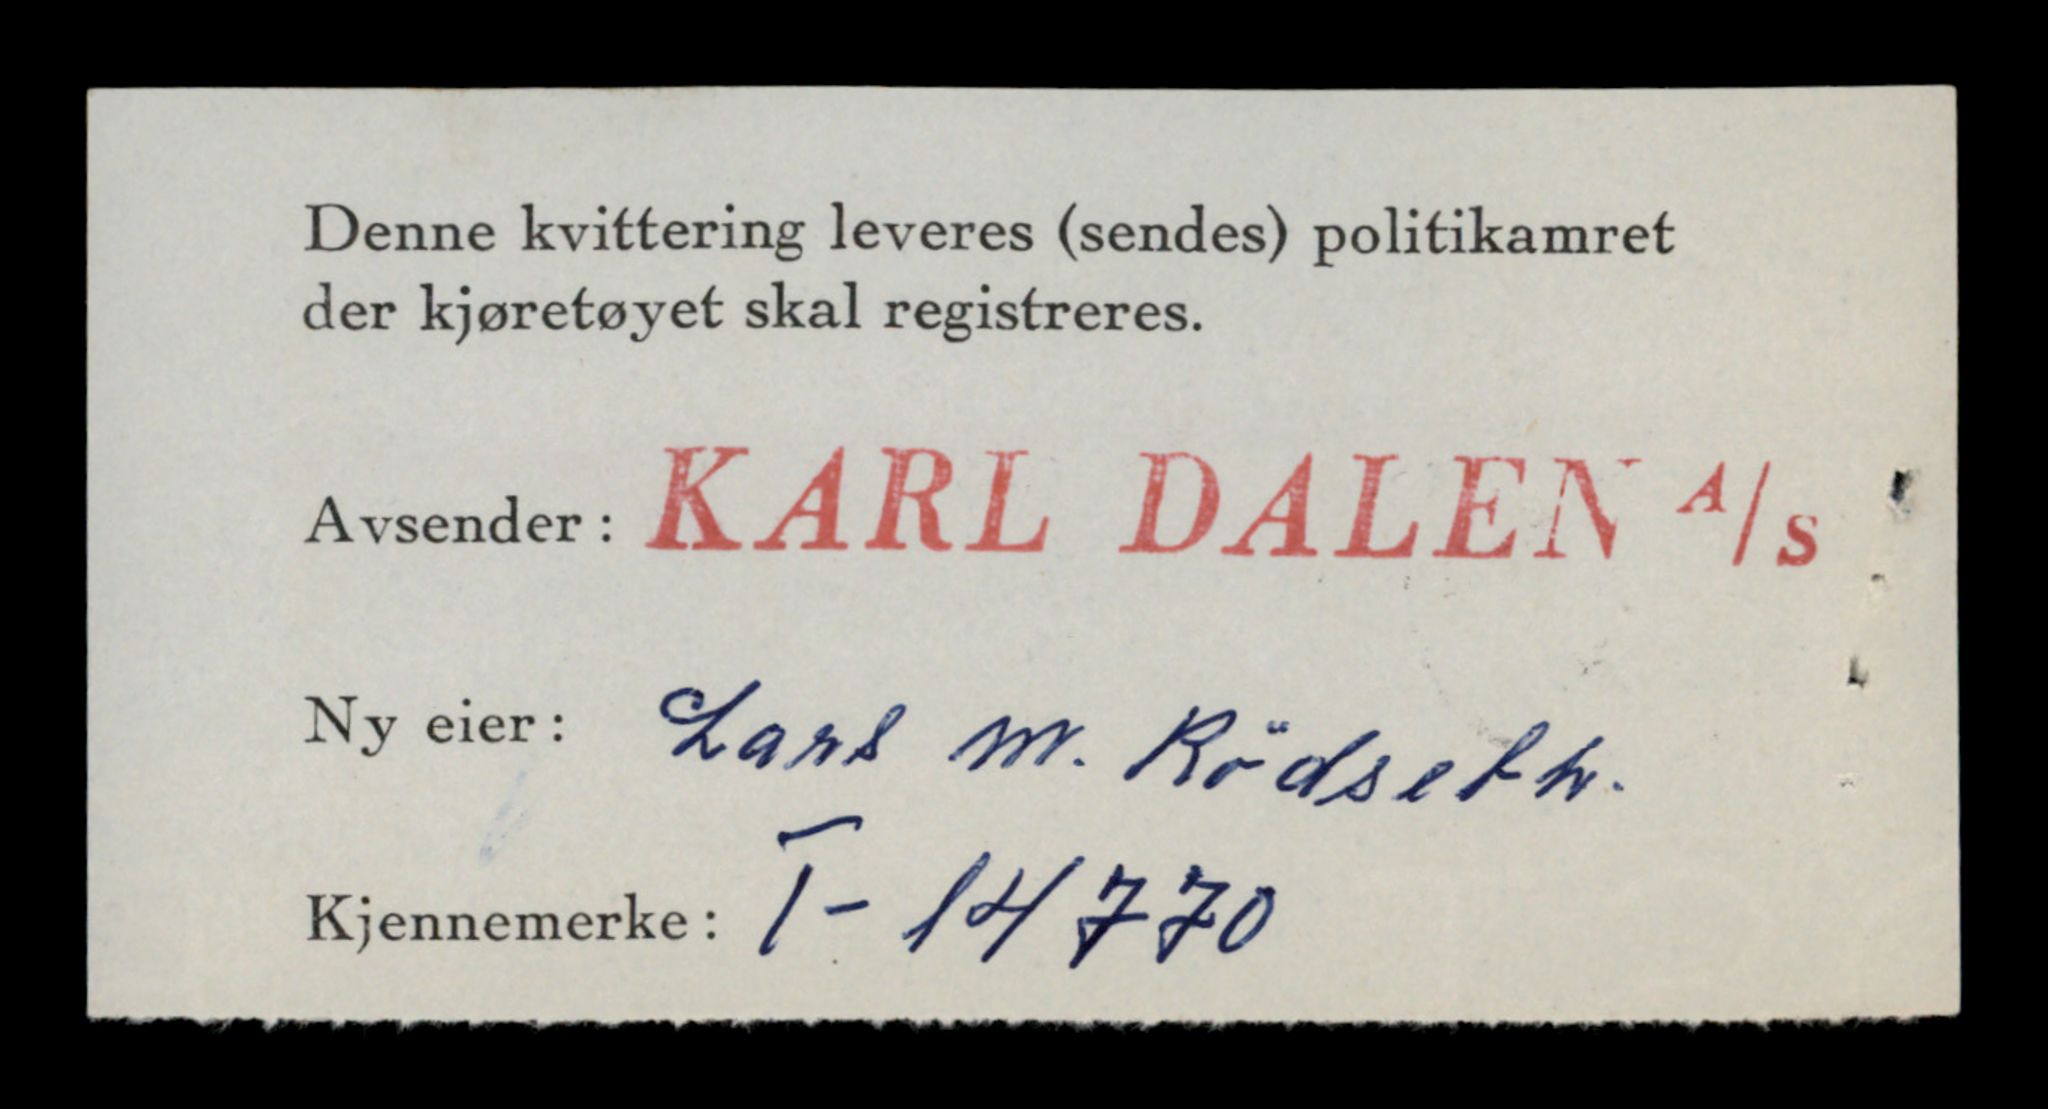 Denne kvittering leveres (sendes) politikamret
der kjøretøyet skal registreres.
Avsender: KARL DALEN A/S
Ny eier: Lars M. Rödseth.
Kjennemerke: T- 14770